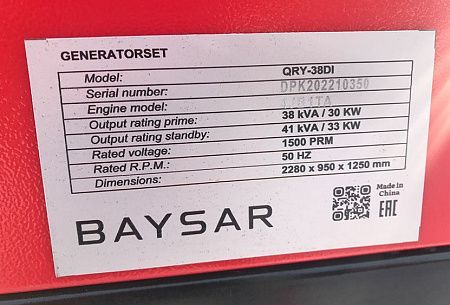 GENERATORSET
Model: QRY-38DI
Serial number: DPK202210350
Engine model:
Output rating prime: 38 kVA / 30 KW
Output rating standby: 41 kVA / 33 KW
Rated voltage: 1500 PRM
Rated R.P.M.: 50 HZ
Dimensions: 2280 x 950 x 1250 mm
BAYSAR
Made in
China
EAC